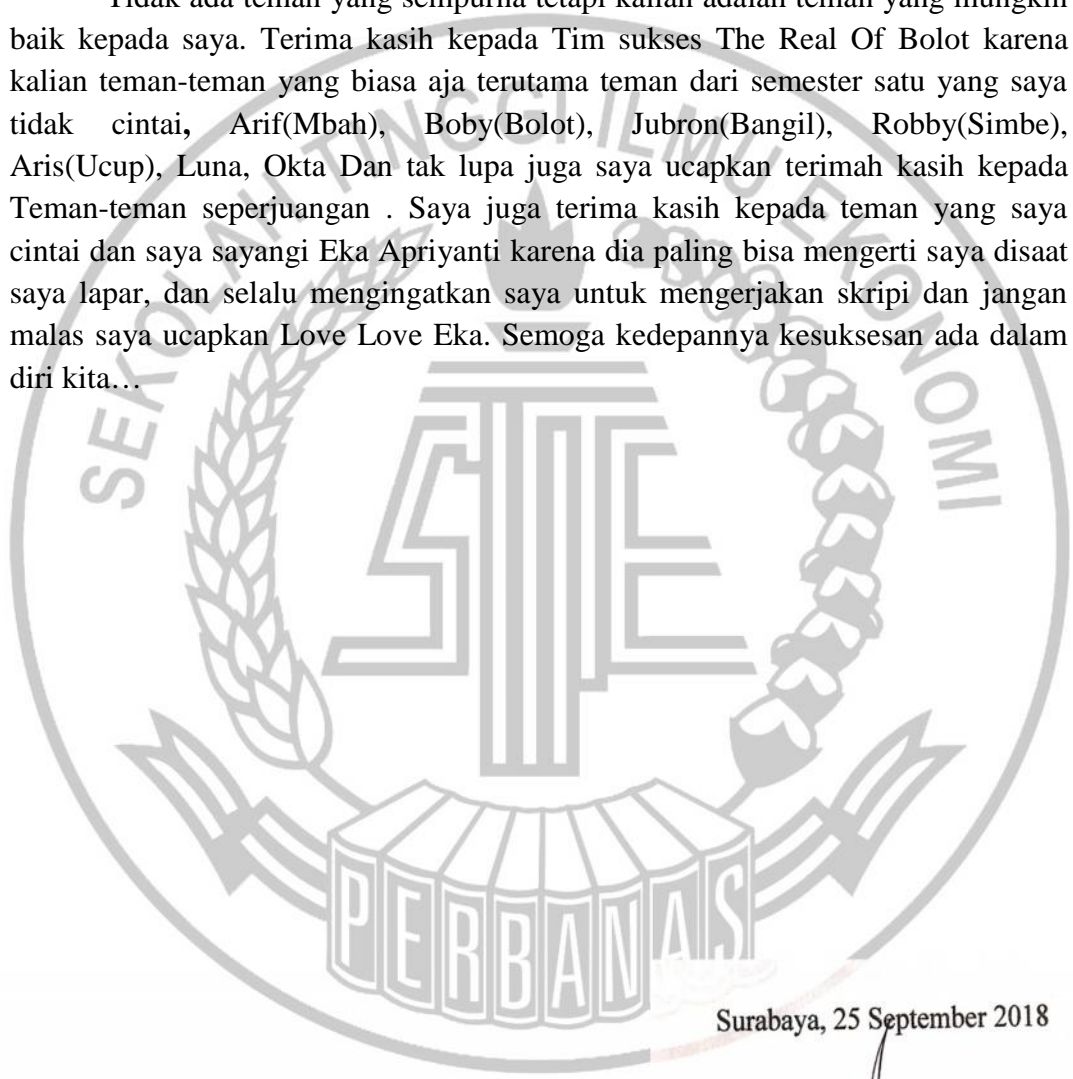 Tidak ada teman yang sempurna tetapi kalian adalah teman yang mungkin
baik kepada saya. Terima kasih kepada Tim sukses The Real Of Bolot karena
kalian teman-teman yang biasa aja terutama teman dari semester satu yang saya
tidak cintai, Arif(Mbah), Boby(Bolot), Jubron(Bangil), Robby(Simbe),
Aris(Ucup), Luna, Okta Dan tak lupa juga saya ucapkan terimah kasih kepada
Teman-teman seperjuangan . Saya juga terima kasih kepada teman yang saya
cintai dan saya sayangi Eka Apriyanti karena dia paling bisa mengerti saya disaat
saya lapar, dan selalu mengingatkan saya untuk mengerjakan skripi dan jangan
malas saya ucapkan Love Love Eka. Semoga kedepannya kesuksesan ada dalam
diri kita…
SEKOLAH TINGGI ILMU EKONOMI
STIE
PERBANAS
Surabaya, 25 September 2018